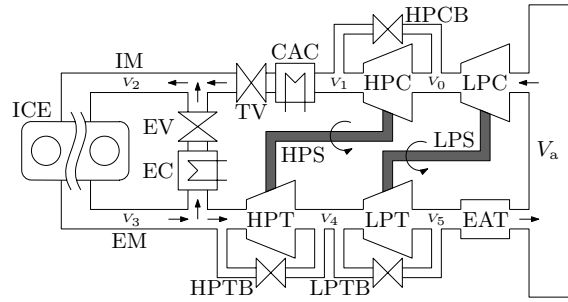 HPCB
IM
CAC
V₂
V₁
HPC
V₀
LPC
ICE
TV
EV
HPS
LPS
Vₐ
EC
V₃
HPT
V₄
LPT
V₅
EAT
EM
HPTB
LPTB